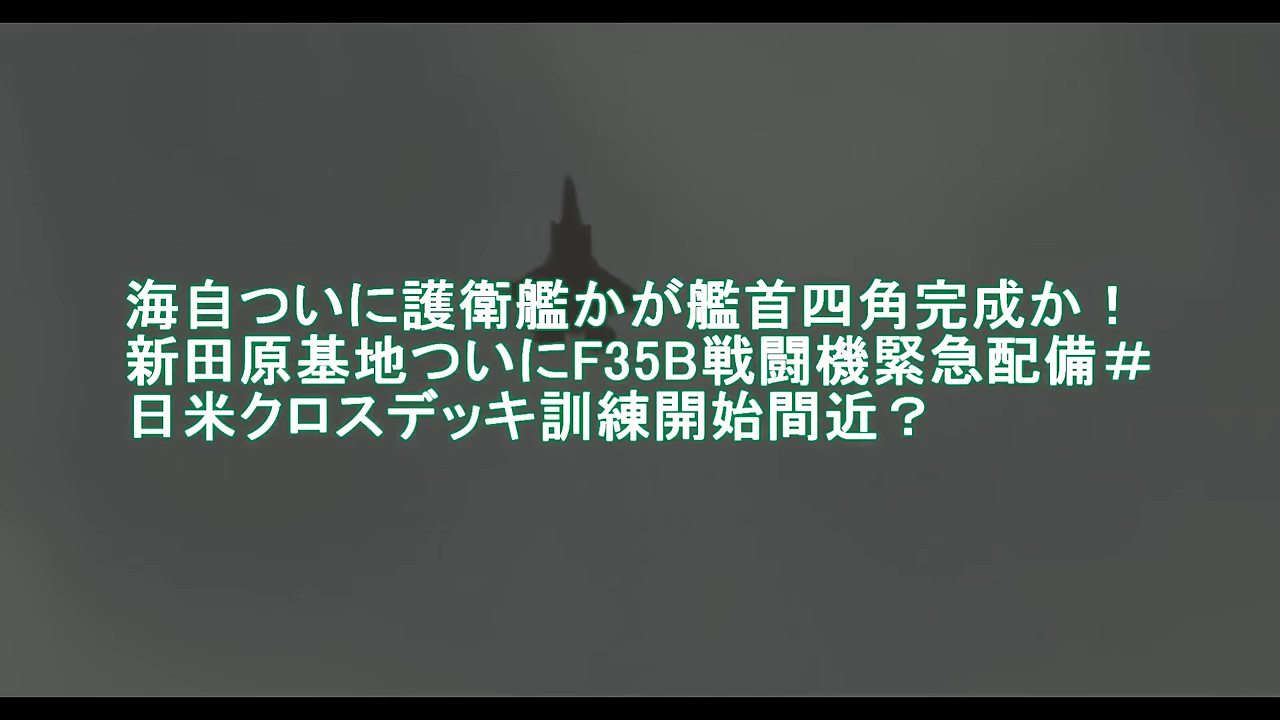 海自ついに護衛艦かが艦首四角完成か！
新田原基地ついにF35B戦闘機緊急配備＃
日米クロスデッキ訓練開始間近？